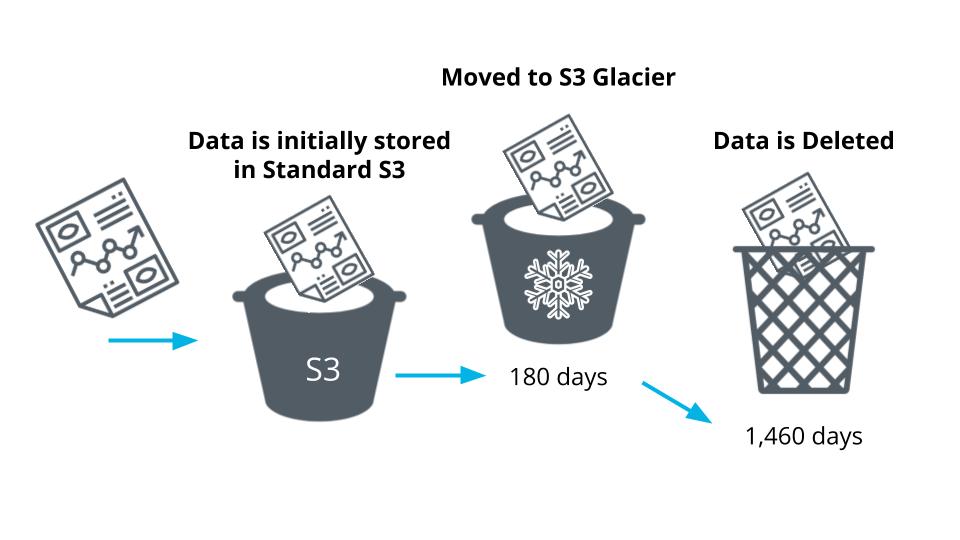 Moved to S3 Glacier
Data is initially stored
in Standard S3
Data is Deleted
S3
180 days
1,460 days